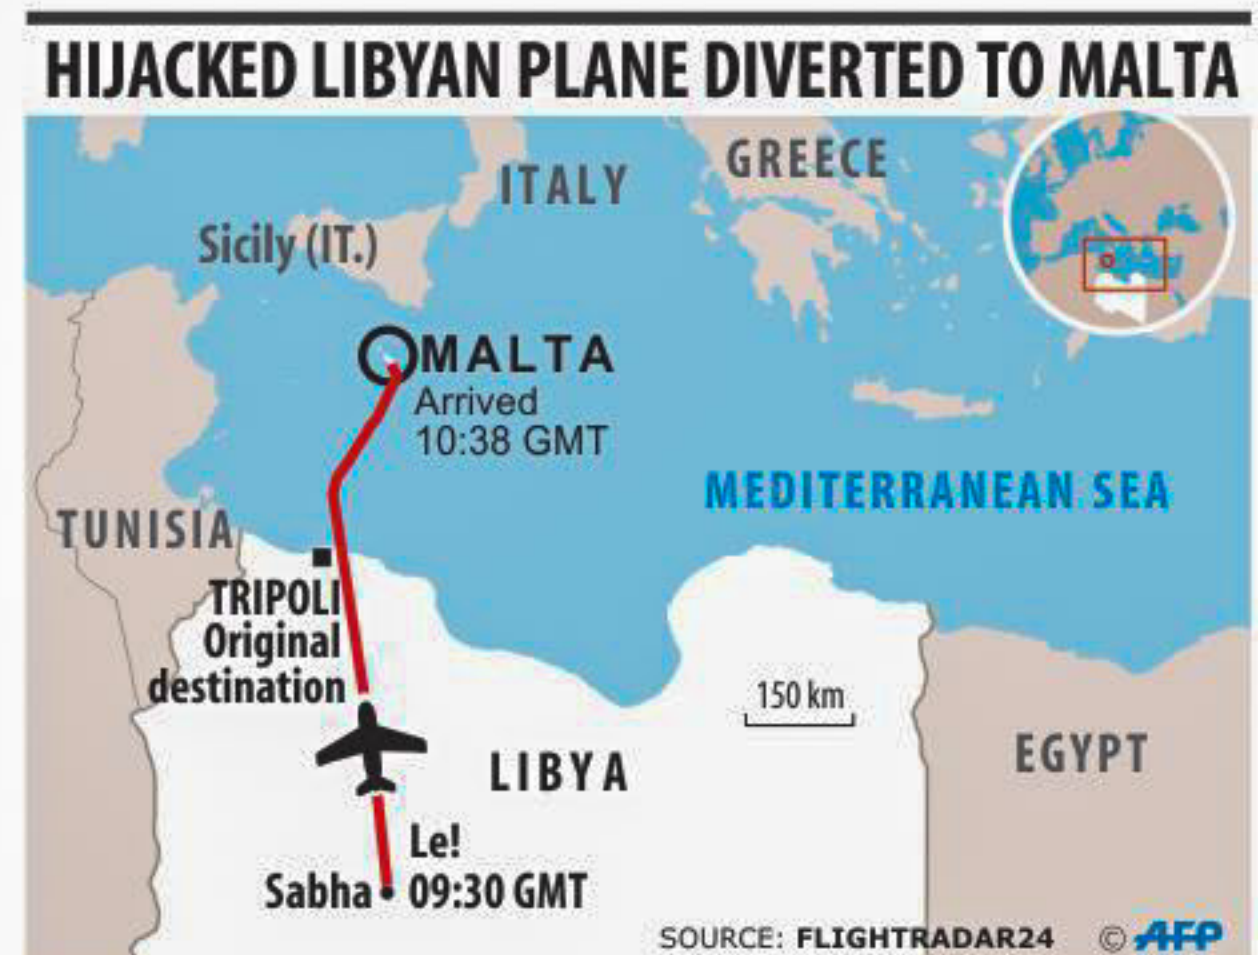 HIJACKED LIBYAN PLANE DIVERTED TO MALTA
GREECE
ITALY
Sicily (IT.)
MALTA
Arrived
10:38 GMT
MEDITERRANEAN SEA
TUNISIA
TRIPOLI
Original
destination
150 km
LIBYA
EGYPT
Le!
Sabha 09:30 GMT
SOURCE: FLIGHTRADAR24 © AFP